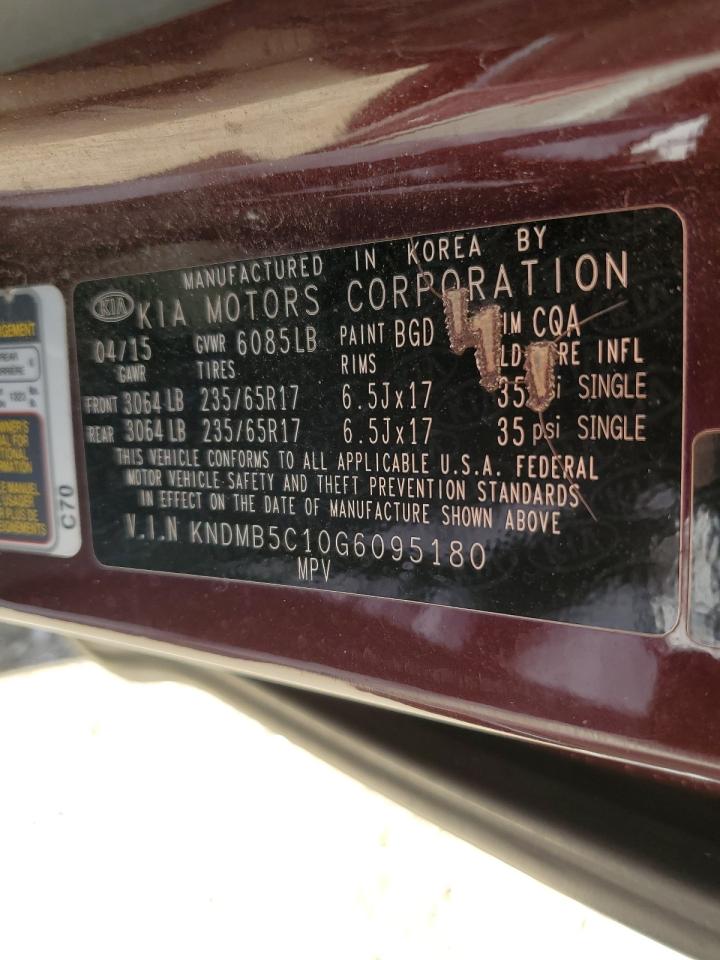 MANUFACTURED IN KOREA BY
KIA KIA MOTORS CORPORATION
04/15 GVWR 6085LB PAINT BGD IM CQA
GAWR TIRES RIMS LD RE INFL
FRONT 3064 LB 235/65R17 6.5Jx17 35 SINGLE
REAR 3064 LB 235/65R17 6.5Jx17 35 psi SINGLE
THIS VEHICLE CONFORMS TO ALL APPLICABLE U.S.A. FEDERAL
MOTOR VEHICLE SAFETY AND THEFT PREVENTION STANDARDS
IN EFFECT ON THE DATE OF MANUFACTURE SHOWN ABOVE
V.I.N KNDMB5C10G6095180
MPV
C70